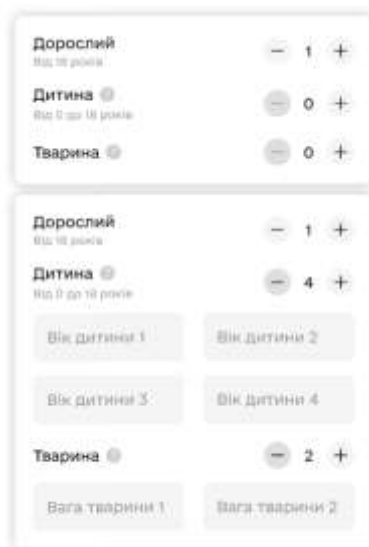 Дорослий
− 1 +
Від 18 років
Дитина ?
− 0 +
Від 0 до 18 років
Тварина ?
− 0 +
Дорослий
− 1 +
Від 18 років
Дитина ?
− 4 +
Від 0 до 18 років
Вік дитини 1
Вік дитини 2
Вік дитини 3
Вік дитини 4
Тварина ?
− 2 +
Вага тварини 1
Вага тварини 2